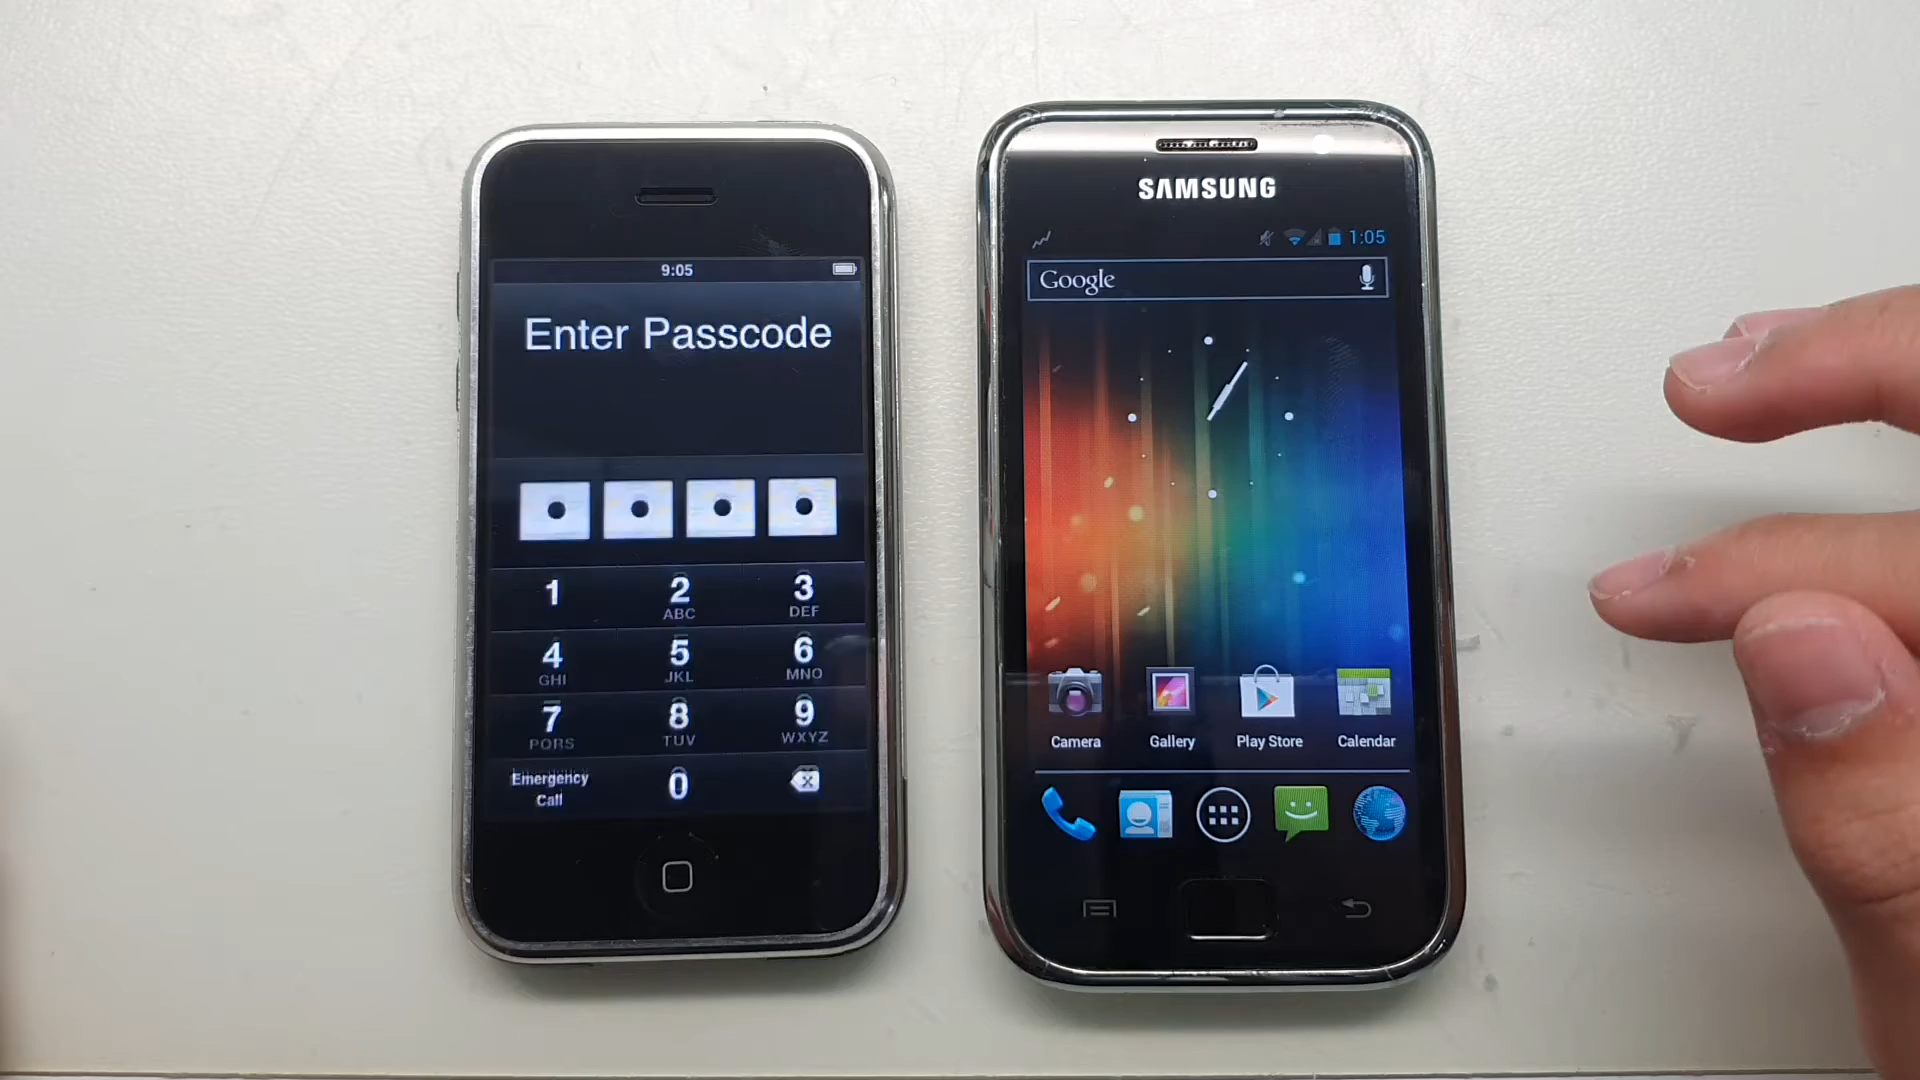 9:05
Enter Passcode
1
2
ABC
3
DEF
4
GHI
5
JKL
6
MNO
7
PQRS
8
TUV
9
WXYZ
Emergency
Call
0
SAMSUNG
1:05
Google
Camera
Gallery
Play Store
Calendar